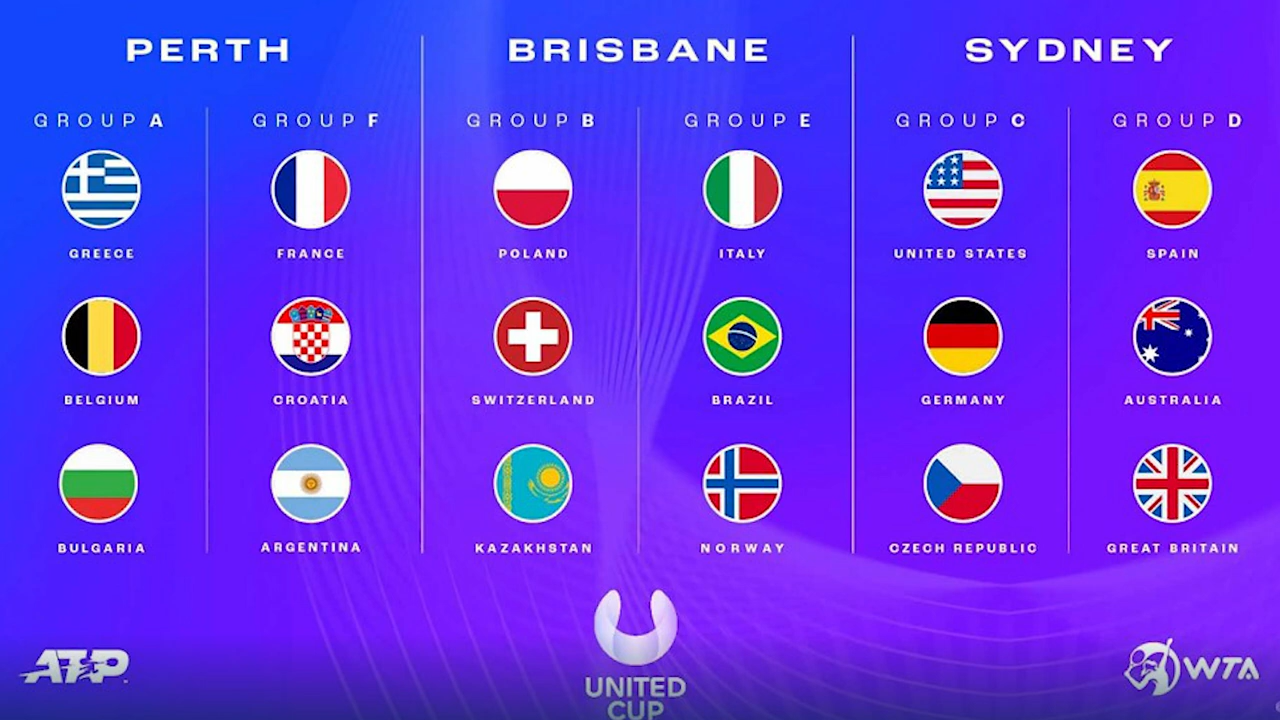 PERTH
GROUP A
GROUP F
GREECE
FRANCE
BELGIUM
CROATIA
BULGARIA
ARGENTINA
BRISBANE
GROUP B
GROUP E
POLAND
ITALY
SWITZERLAND
BRAZIL
KAZAKHSTAN
NORWAY
SYDNEY
GROUP C
GROUP D
UNITED STATES
SPAIN
GERMANY
AUSTRALIA
CZECH REPUBLIC
GREAT BRITAIN
ATP
UNITED
CUP
WTA